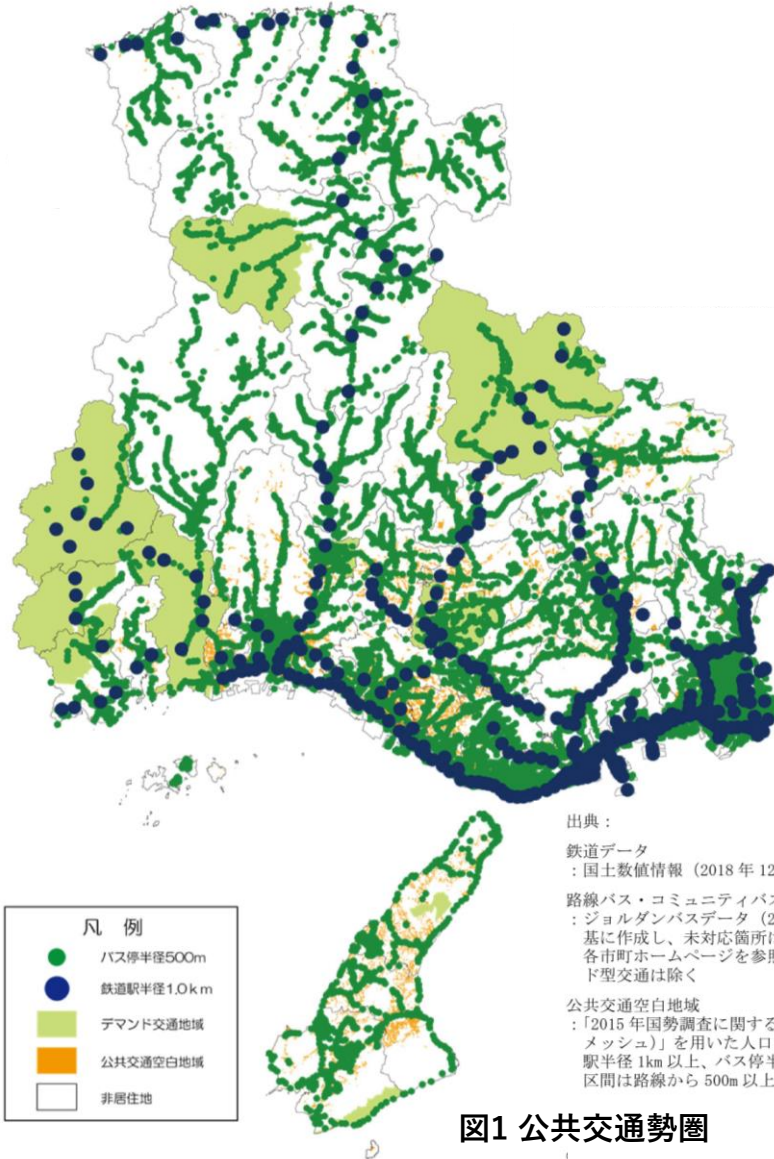 出典：
鉄道データ
：国土数値情報（2018 年 12
路線バス・コミュニティバス
：ジョルダンバスデータ（2
基に作成し、未対応箇所に
各市町ホームページを参照
ド型交通は除く
公共交通空白地域
：「2015 年国勢調査に関する
メッシュ）」を用いた人口
駅半径 1km 以上、バス停半
区間は路線から 500m 以上
凡 例
バス停半径500m
鉄道駅半径1.0km
デマンド交通地域
公共交通空白地域
非居住地
図1 公共交通勢圏